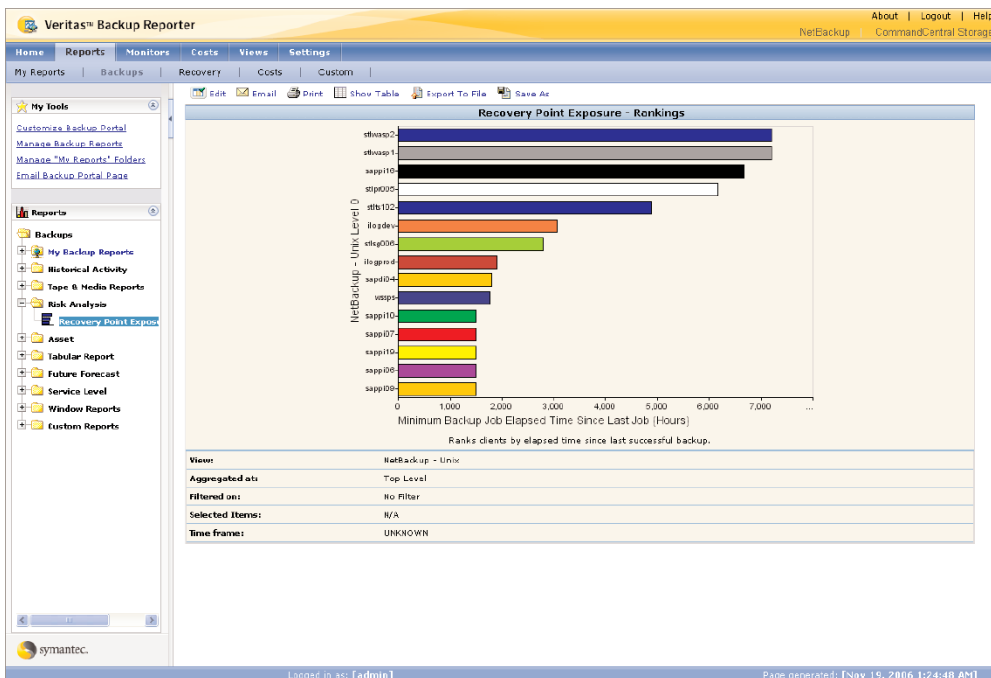 Veritas™ Backup Reporter
About | Logout | Help
NetBackup | CommandCentral Storage
Home Reports Monitors Costs Views Settings
My Reports | Backups | Recovery | Costs | Custom |
My Tools
Customize Backup Portal
Manage Backup Reports
Manage "My Reports" Folders
Email Backup Portal Page
Reports
Backups
My Backup Reports
Historical Activity
Tape & Media Reports
Risk Analysis
Recovery Point Expos
Asset
Tabular Report
Future Forecast
Service Level
Window Reports
Custom Reports
symantec.
Edit Email Print Show Table Export To File Save As
Recovery Point Exposure - Rankings
NetBackup - Unix Level 0
stlwasp2
stlwasp1
sappi16
stlpr005
stlts102
ilogdev
stlsg006
ilogprod
sapdi04
wssps
sappi10
sappi07
sappi19
sappi06
sappi09
0 1,000 2,000 3,000 4,000 5,000 6,000 7,000 ...
Minimum Backup Job Elapsed Time Since Last Job (Hours)
Ranks clients by elapsed time since last successful backup.
View: NetBackup - Unix
Aggregated at: Top Level
Filtered on: No Filter
Selected Items: N/A
Time frame: UNKNOWN
Logged in as: [admin]
Page generated: [Nov 19, 2006 1:24:48 AM]